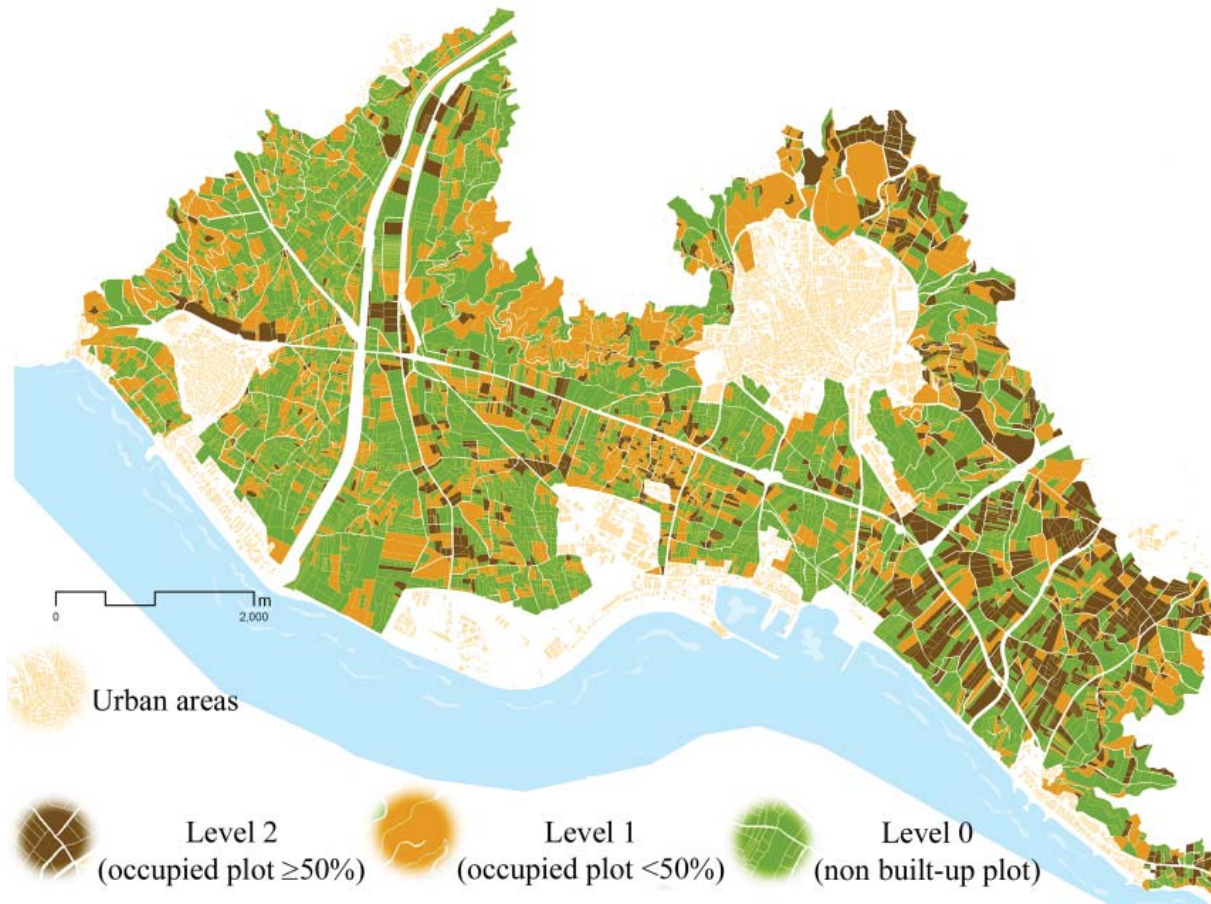 0
2,000
m
Urban areas
Level 2
(occupied plot ≥50%)
Level 1
(occupied plot <50%)
Level 0
(non built-up plot)